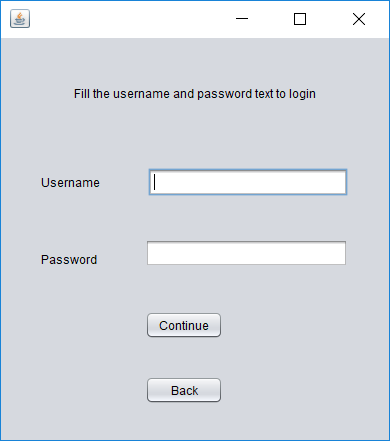 Fill the username and password text to login
Username
Password
Continue
Back